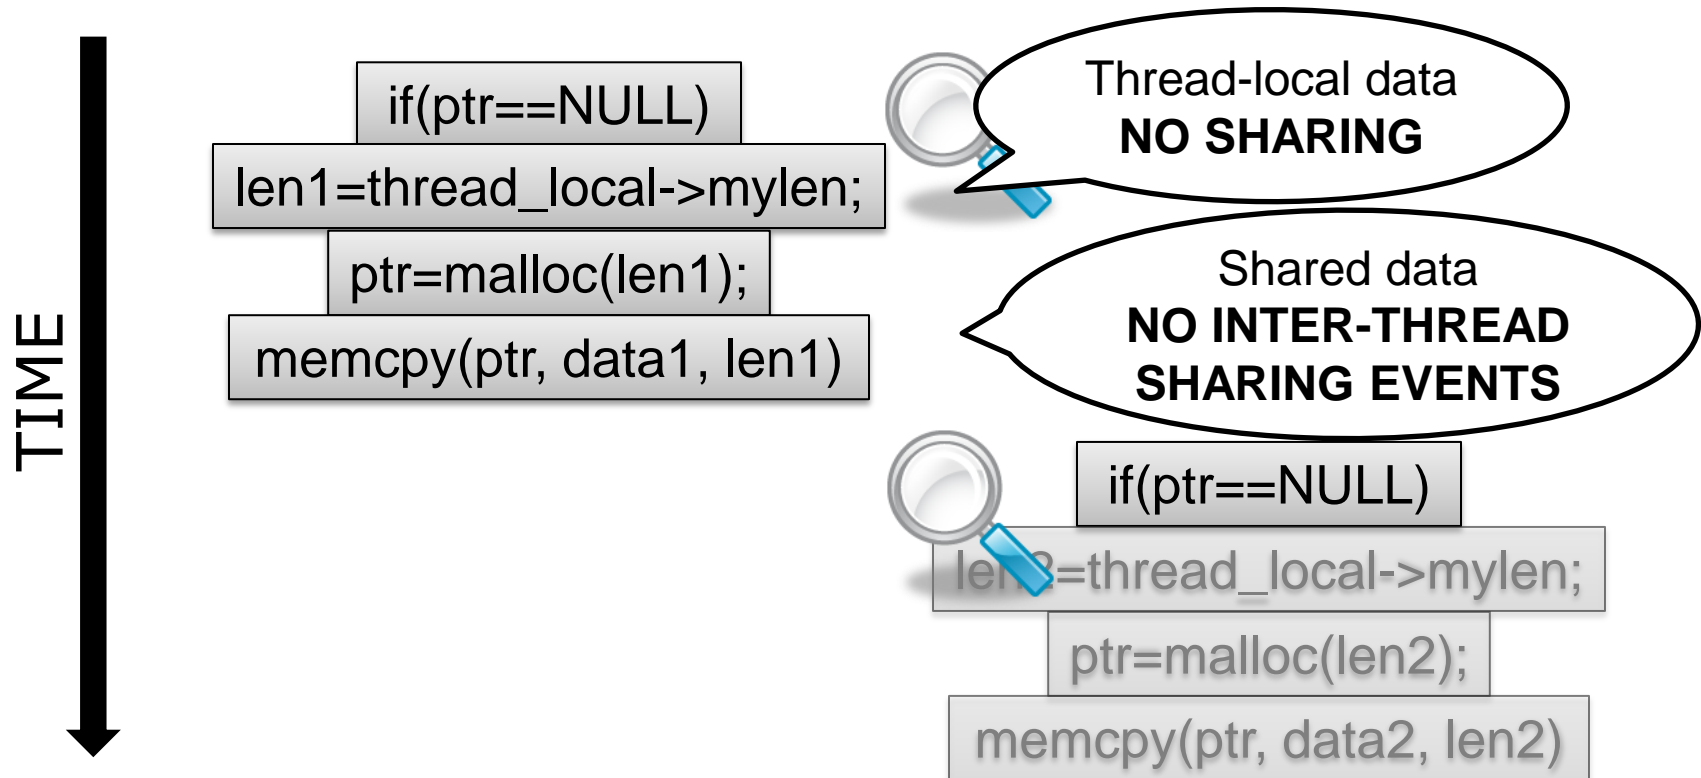 TIME
if(ptr==NULL)
len1=thread_local->mylen;
ptr=malloc(len1);
memcpy(ptr, data1, len1)
Thread-local data
NO SHARING
Shared data
NO INTER-THREAD
SHARING EVENTS
if(ptr==NULL)
len2=thread_local->mylen;
ptr=malloc(len2);
memcpy(ptr, data2, len2)